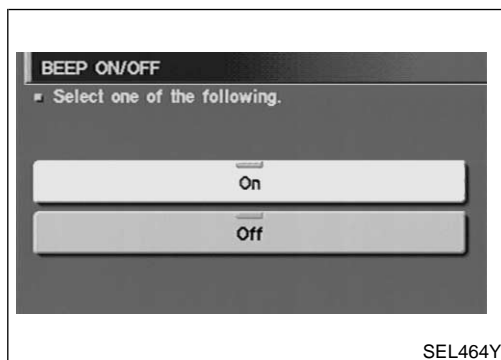 BEEP ON/OFF
Select one of the following.
On
Off
SEL464Y